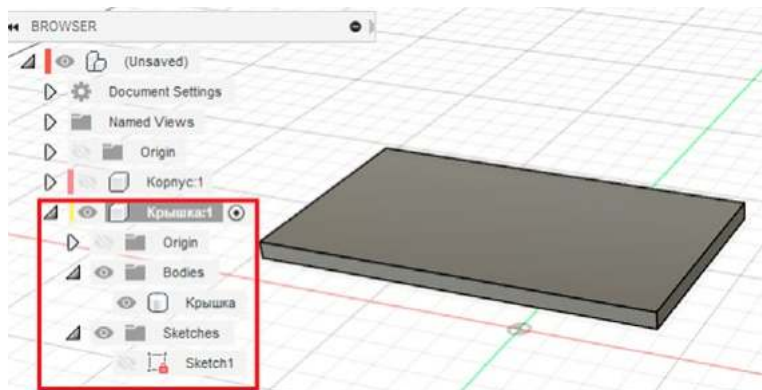 BROWSER
(Unsaved)
Document Settings
Named Views
Origin
Корпус:1
Крышка:1
Origin
Bodies
Крышка
Sketches
Sketch1